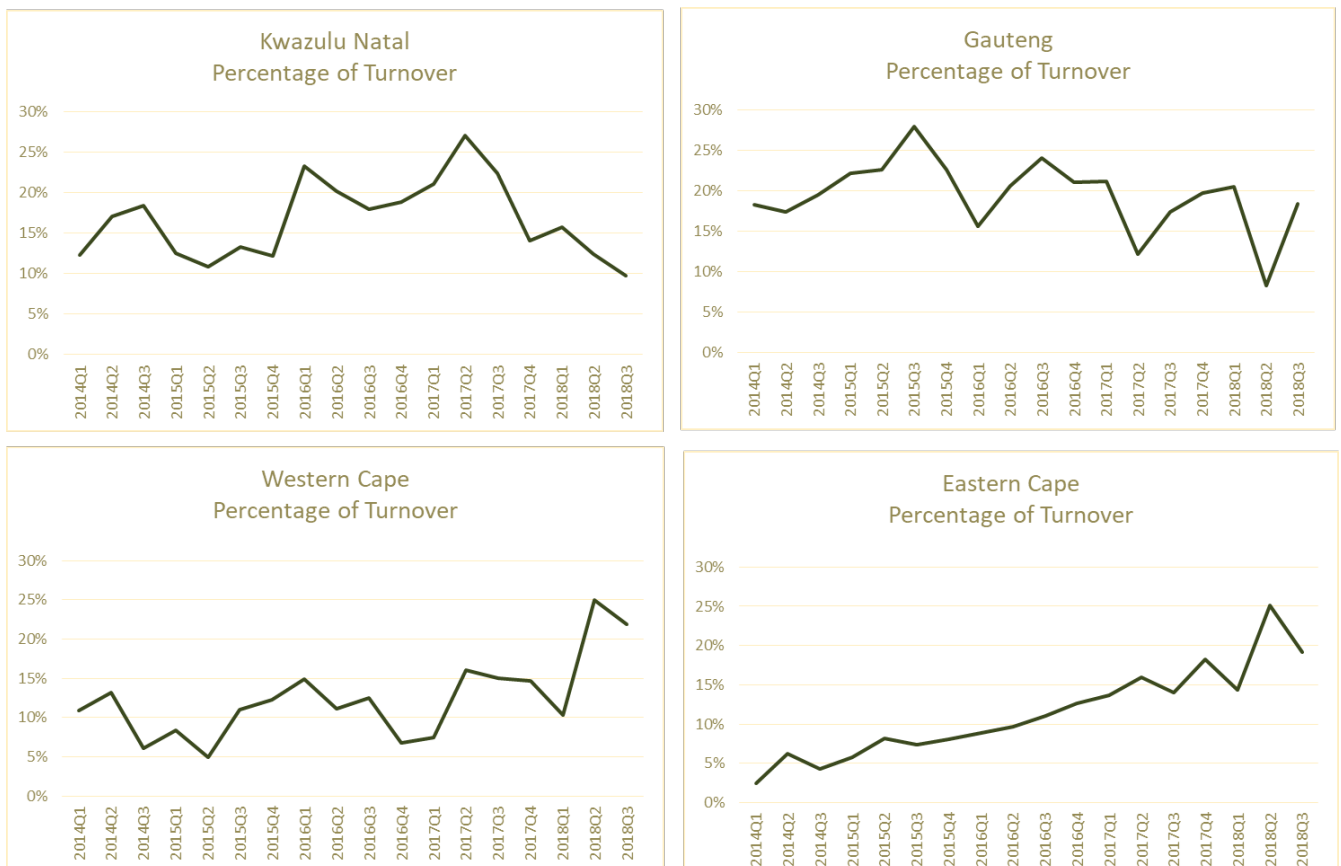 Kwazulu Natal
Percentage of Turnover
30%
25%
20%
15%
10%
5%
0%
2014Q1
2014Q2
2014Q3
2015Q1
2015Q2
2015Q3
2015Q4
2016Q1
2016Q2
2016Q3
2016Q4
2017Q1
2017Q2
2017Q3
2017Q4
2018Q1
2018Q2
2018Q3
Gauteng
Percentage of Turnover
30%
25%
20%
15%
10%
5%
0%
2014Q1
2014Q2
2014Q3
2015Q1
2015Q2
2015Q3
2015Q4
2016Q1
2016Q2
2016Q3
2016Q4
2017Q1
2017Q2
2017Q3
2017Q4
2018Q1
2018Q2
2018Q3
Western Cape
Percentage of Turnover
30%
25%
20%
15%
10%
5%
0%
2014Q1
2014Q2
2014Q3
2015Q1
2015Q2
2015Q3
2015Q4
2016Q1
2016Q2
2016Q3
2016Q4
2017Q1
2017Q2
2017Q3
2017Q4
2018Q1
2018Q2
2018Q3
Eastern Cape
Percentage of Turnover
30%
25%
20%
15%
10%
5%
0%
2014Q1
2014Q2
2014Q3
2015Q1
2015Q2
2015Q3
2015Q4
2016Q1
2016Q2
2016Q3
2016Q4
2017Q1
2017Q2
2017Q3
2017Q4
2018Q1
2018Q2
2018Q3